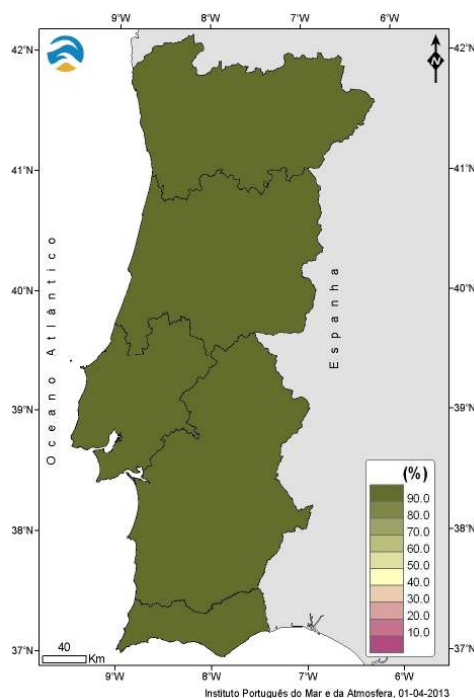 9°W 8°W 7°W 6°W
42°N 42°N
41°N 41°N
40°N 40°N
39°N 39°N
38°N 38°N
37°N 37°N
N
Oceano Atlântico
Espanha
(%)
90.0
80.0
70.0
60.0
50.0
40.0
30.0
20.0
10.0
40
Km
9°W 8°W 7°W 6°W
Instituto Português do Mar e da Atmosfera, 01-04-2013